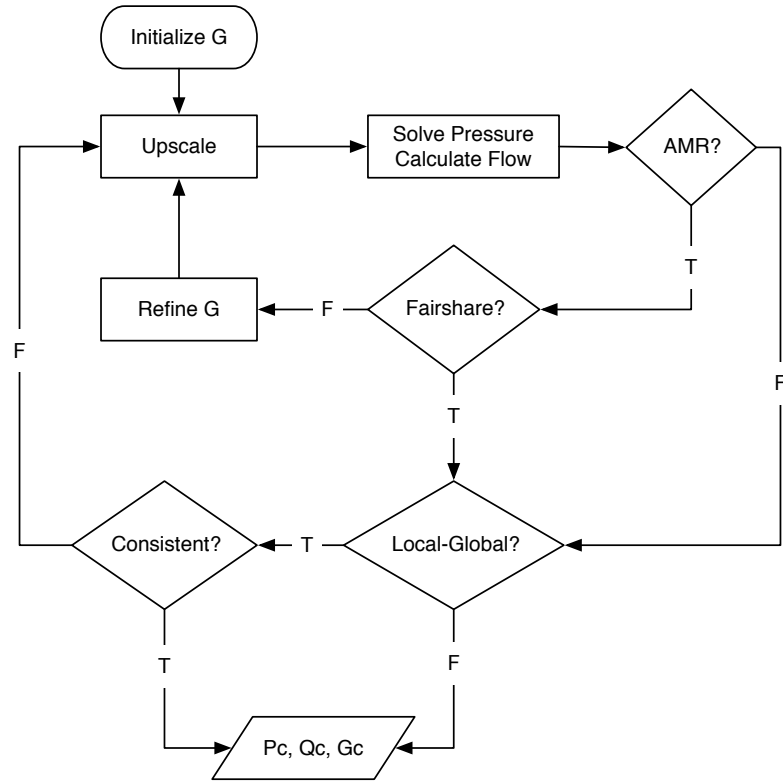 Initialize G
Upscale
Solve Pressure
Calculate Flow
AMR?
T
Refine G
F
Fairshare?
F
F
T
Consistent?
T
Local-Global?
T
F
Pc, Qc, Gc